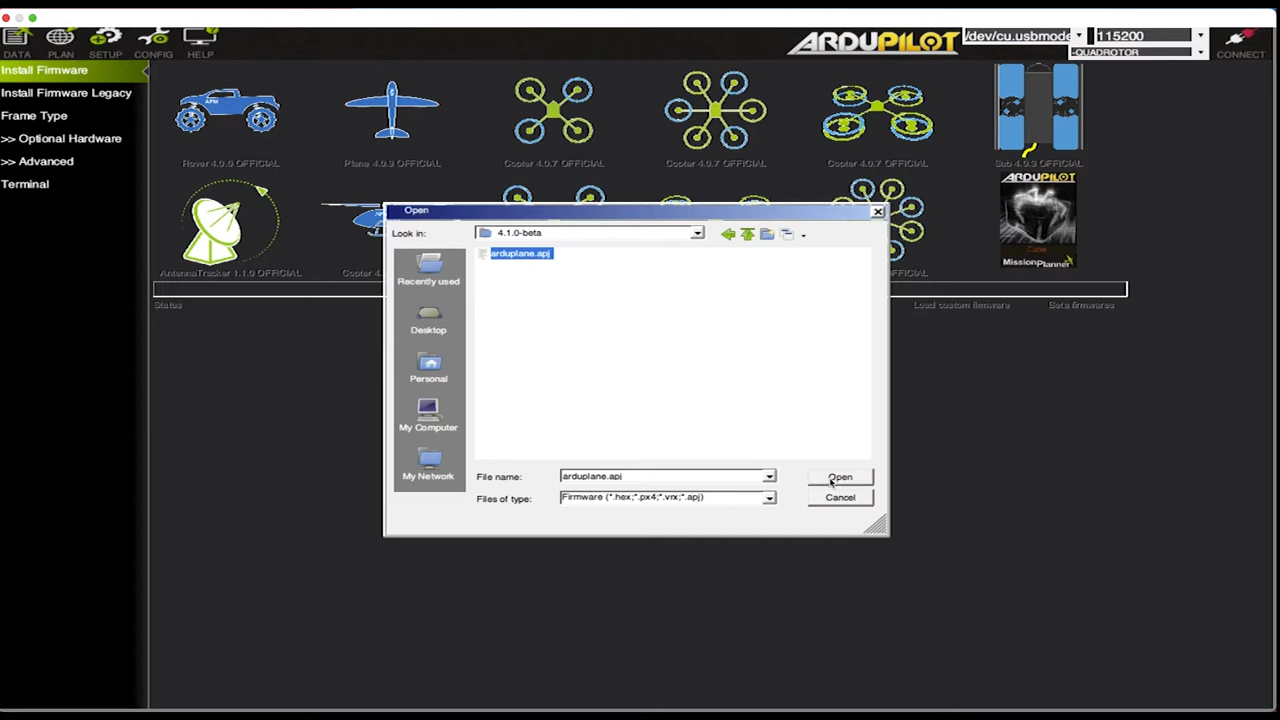 DATA
PLAN
SETUP
CONFIG
HELP
ARDUPILOT
/dev/cu.usbmode
115200
-QUADROTOR
CONNECT
Install Firmware
Install Firmware Legacy
Frame Type
>> Optional Hardware
>> Advanced
Terminal
APM
Rover 4.0.0 OFFICIAL
Plane 4.0.9 OFFICIAL
Copter 4.0.7 OFFICIAL
Copter 4.0.7 OFFICIAL
Copter 4.0.7 OFFICIAL
Sub 4.0.3 OFFICIAL
AntennaTracker 1.1.0 OFFICIAL
Copter 4
OFFICIAL
ARDUPILOT
Cube
MissionPlanner
Status
Load custom firmware
Beta firmwares
Open
Look in:
4.1.0-beta
arduplane.apj
Recently used
Desktop
Personal
My Computer
My Network
File name:
arduplane.apj
Open
Files of type:
Firmware (*.hex;*.px4;*.vrx;*.apj)
Cancel